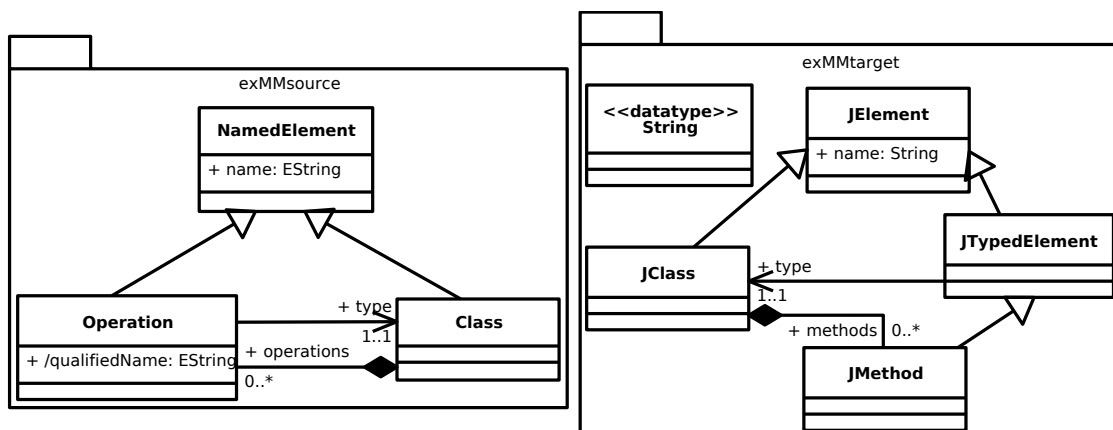 exMMsource
NamedElement
+ name: EString
Operation
+ /qualifiedName: EString
+ type
1..1
+ operations
0..*
Class
exMMtarget
<<datatype>>
String
JElement
+ name: String
JClass
+ type
1..1
JTypedElement
+ methods
0..*
JMethod